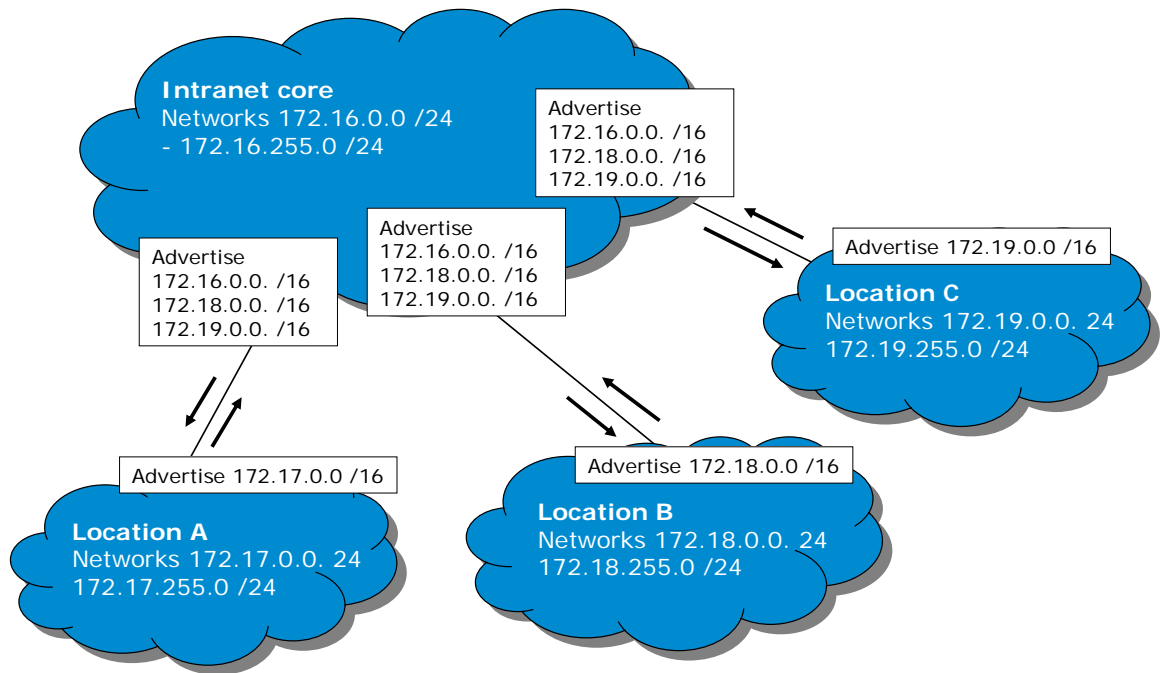 Intranet core
Networks 172.16.0.0 /24
- 172.16.255.0 /24
Advertise
172.16.0.0. /16
172.18.0.0. /16
172.19.0.0. /16
Advertise
172.16.0.0. /16
172.18.0.0. /16
172.19.0.0. /16
Advertise
172.16.0.0. /16
172.18.0.0. /16
172.19.0.0. /16
Advertise 172.19.0.0 /16
Location C
Networks 172.19.0.0. 24
172.19.255.0 /24
Advertise 172.17.0.0 /16
Location A
Networks 172.17.0.0. 24
172.17.255.0 /24
Advertise 172.18.0.0 /16
Location B
Networks 172.18.0.0. 24
172.18.255.0 /24